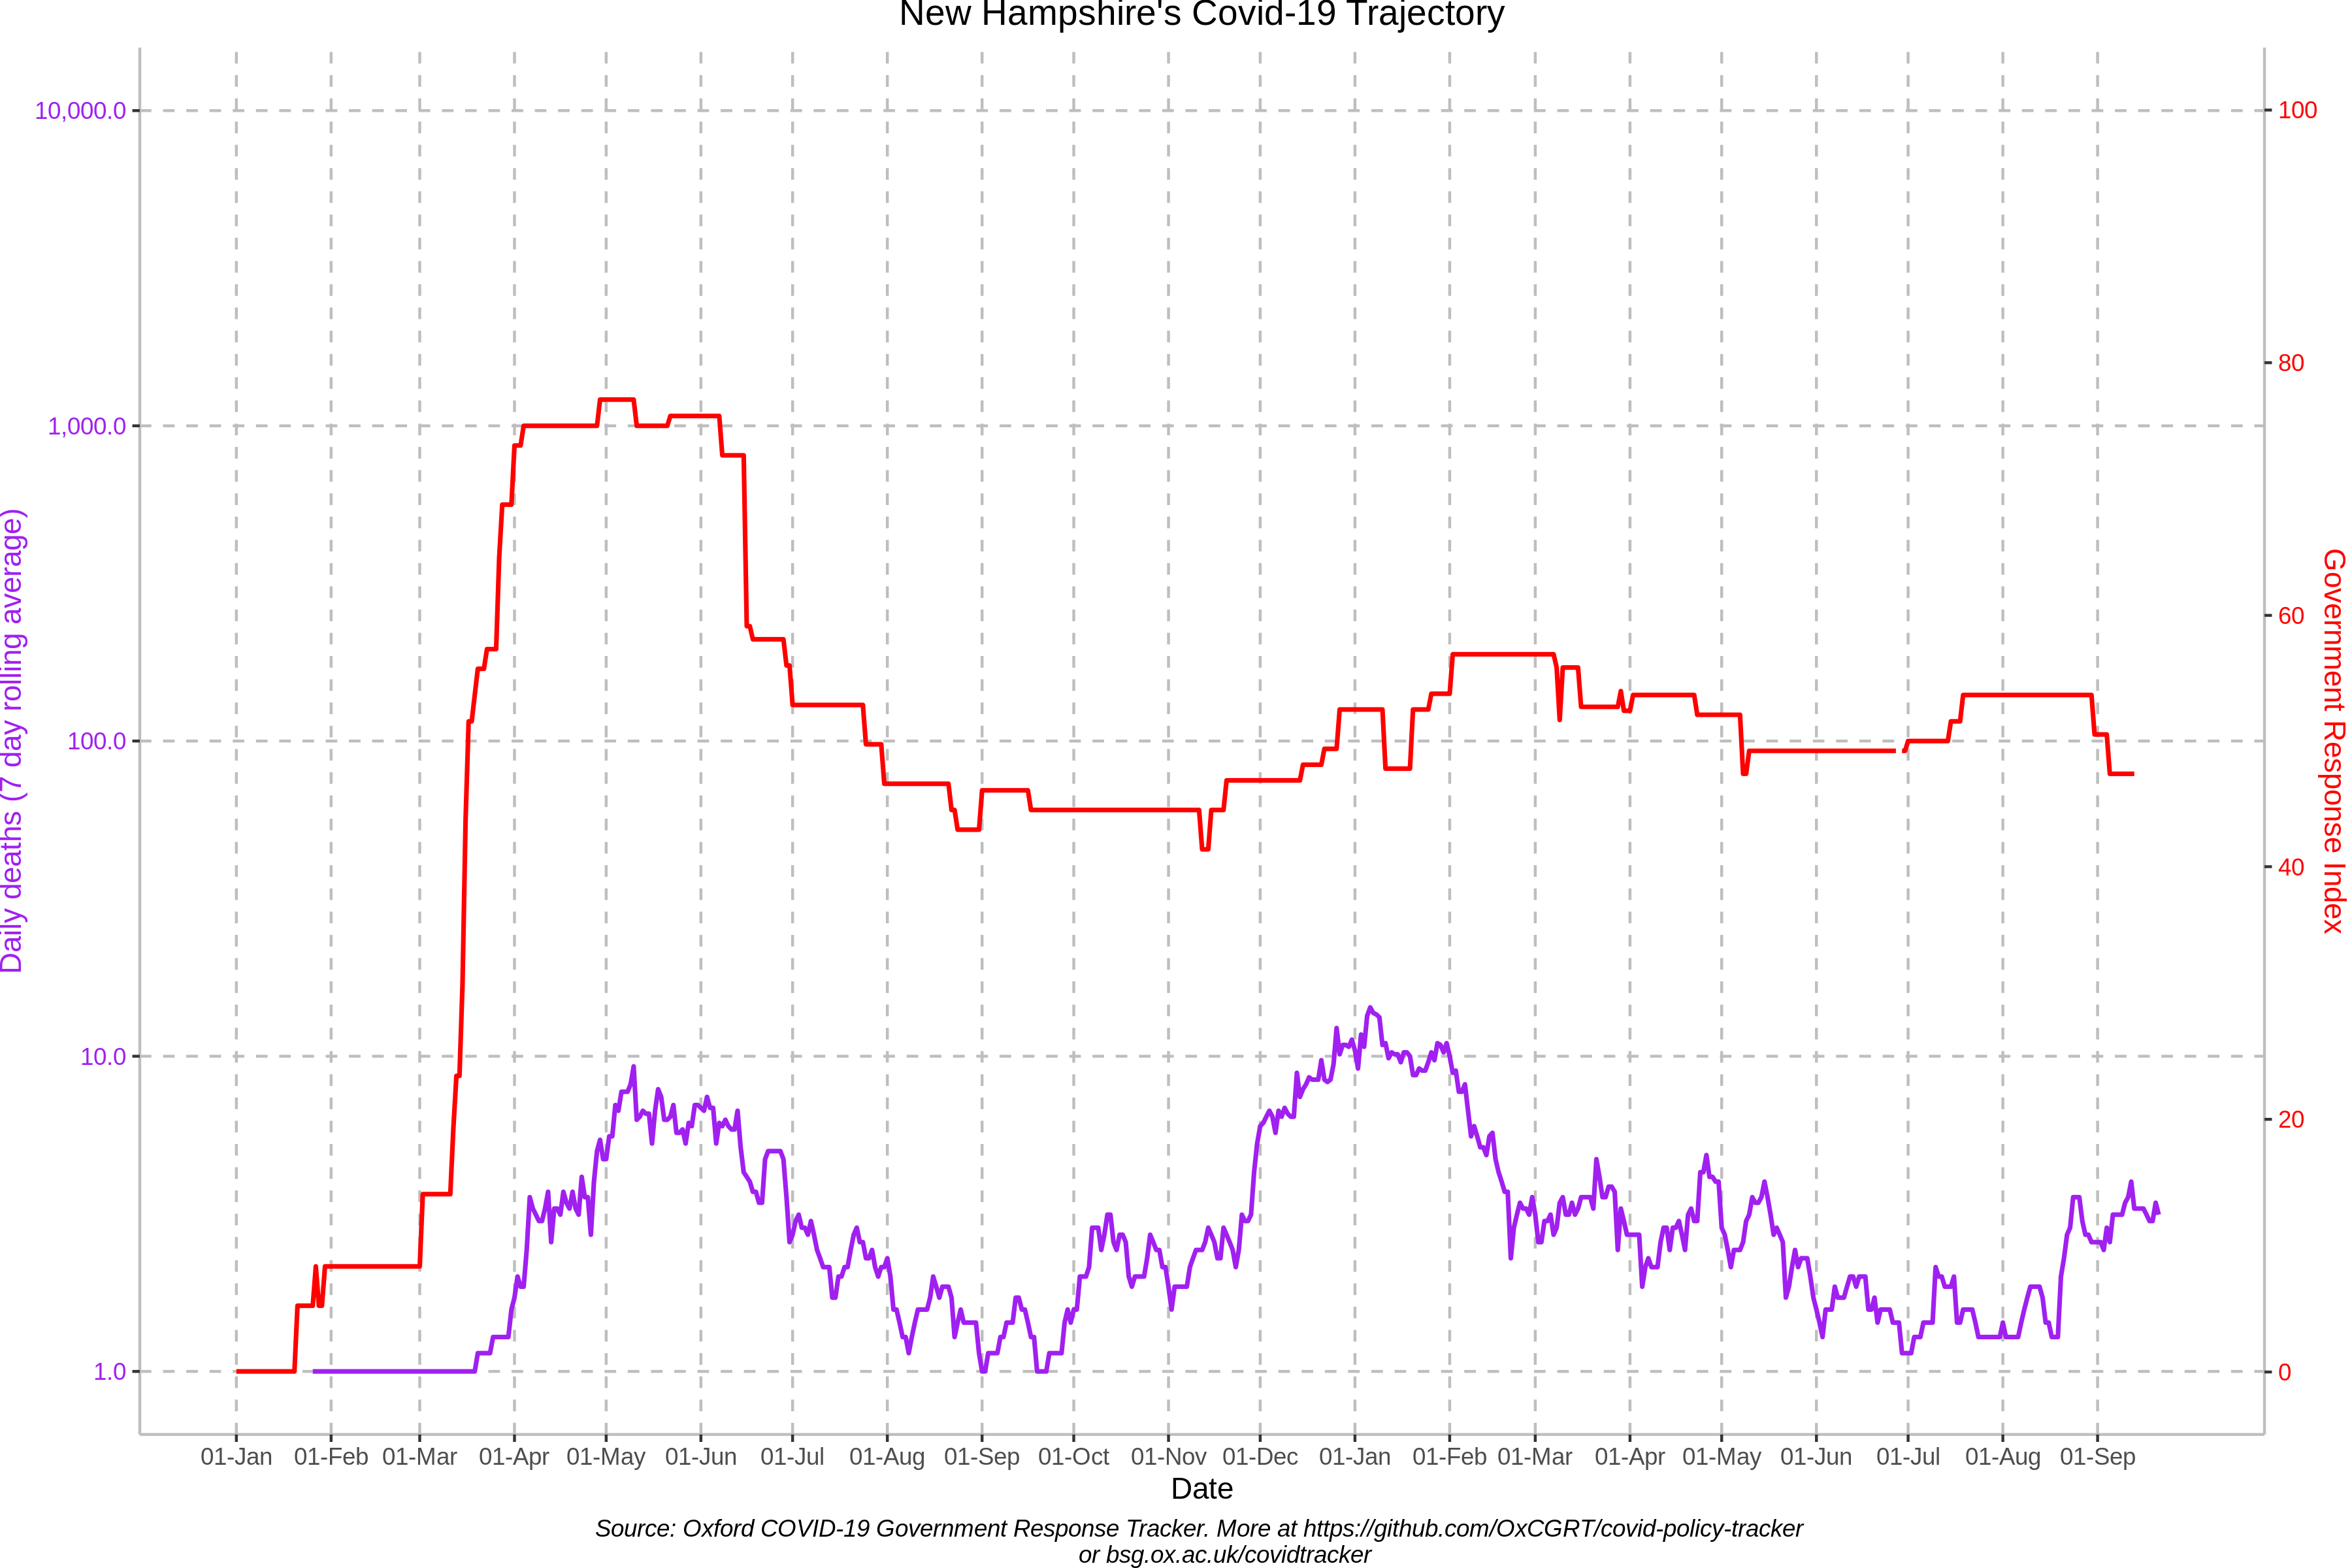 New Hampshire's Covid-19 Trajectory
10,000.0
1,000.0
100.0
10.0
1.0
Daily deaths (7 day rolling average)
100
80
60
40
20
0
Government Response Index
01-Jan 01-Feb 01-Mar 01-Apr 01-May 01-Jun 01-Jul 01-Aug 01-Sep 01-Oct 01-Nov 01-Dec 01-Jan 01-Feb 01-Mar 01-Apr 01-May 01-Jun 01-Jul 01-Aug 01-Sep
Date
Source: Oxford COVID-19 Government Response Tracker. More at https://github.com/OxCGRT/covid-policy-tracker
or bsg.ox.ac.uk/covidtracker